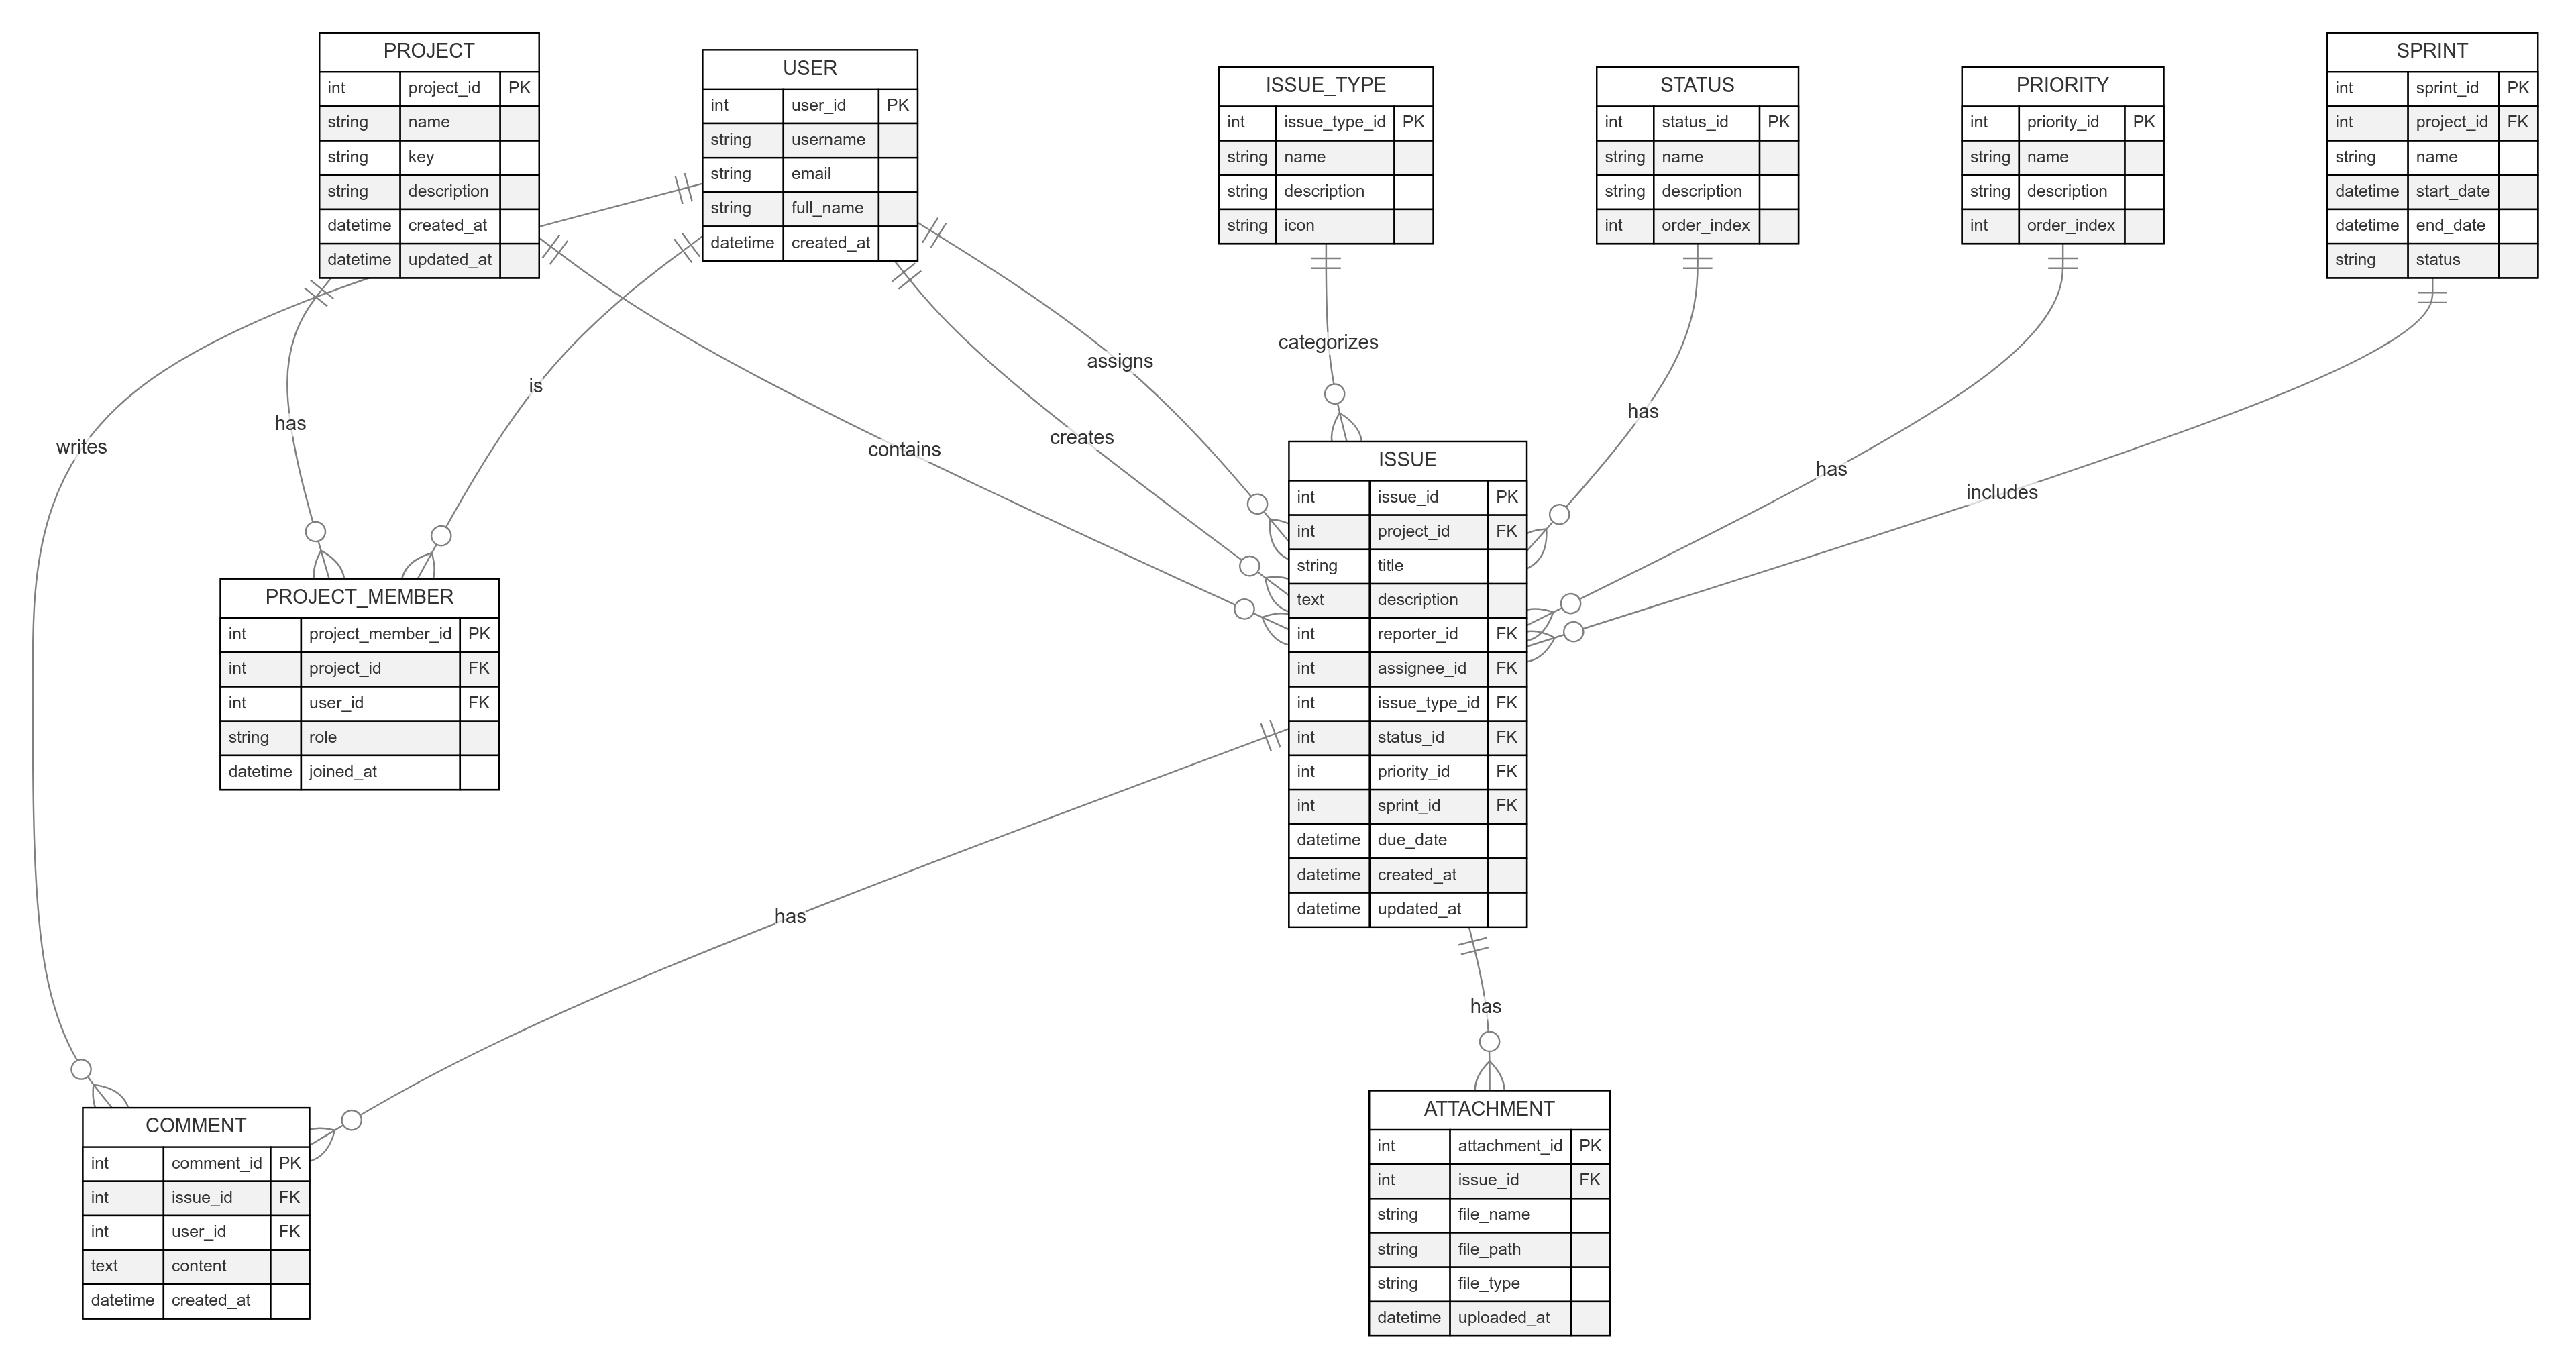 PROJECT
int project_id PK
string name
string key
string description
datetime created_at
datetime updated_at
USER
int user_id PK
string username
string email
string full_name
datetime created_at
ISSUE_TYPE
int issue_type_id PK
string name
string description
string icon
STATUS
int status_id PK
string name
string description
int order_index
PRIORITY
int priority_id PK
string name
string description
int order_index
SPRINT
int sprint_id PK
int project_id FK
string name
datetime start_date
datetime end_date
string status
writes
has
is
contains
creates
assigns
categorizes
has
has
includes
PROJECT_MEMBER
int project_member_id PK
int project_id FK
int user_id FK
string role
datetime joined_at
ISSUE
int issue_id PK
int project_id FK
string title
text description
int reporter_id FK
int assignee_id FK
int issue_type_id FK
int status_id FK
int priority_id FK
int sprint_id FK
datetime due_date
datetime created_at
datetime updated_at
has
has
COMMENT
int comment_id PK
int issue_id FK
int user_id FK
text content
datetime created_at
ATTACHMENT
int attachment_id PK
int issue_id FK
string file_name
string file_path
string file_type
datetime uploaded_at